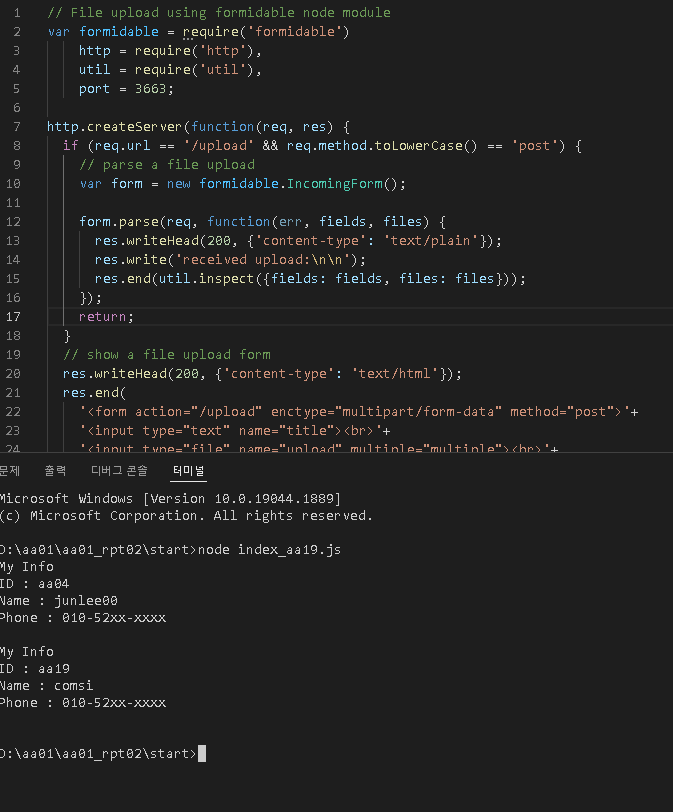 1 // File upload using formidable node module
2 var formidable = require('formidable')
3 http = require('http'),
4 util = require('util'),
5 port = 3663;
6
7 http.createServer(function(req, res) {
8 if (req.url == '/upload' && req.method.toLowerCase() == 'post') {
9 // parse a file upload
10 var form = new formidable.IncomingForm();
11
12 form.parse(req, function(err, fields, files) {
13 res.writeHead(200, {'content-type': 'text/plain'});
14 res.write('received upload:\n\n');
15 res.end(util.inspect({fields: fields, files: files}));
16 });
17 return;
18 }
19 // show a file upload form
20 res.writeHead(200, {'content-type': 'text/html'});
21 res.end(
22 '<form action="/upload" enctype="multipart/form-data" method="post">'+
23 '<input type="text" name="title"><br>'+
24 '<input type="file" name="upload" multiple="multiple"><br>'+
문제 출력 디버그 콘솔 터미널
Microsoft Windows [Version 10.0.19044.1889]
(c) Microsoft Corporation. All rights reserved.
D:\aa01\aa01_rpt02\start>node index_aa19.js
My Info
ID : aa04
Name : junlee00
Phone : 010-52xx-xxxx
My Info
ID : aa19
Name : comsi
Phone : 010-52xx-xxxx
D:\aa01\aa01_rpt02\start>